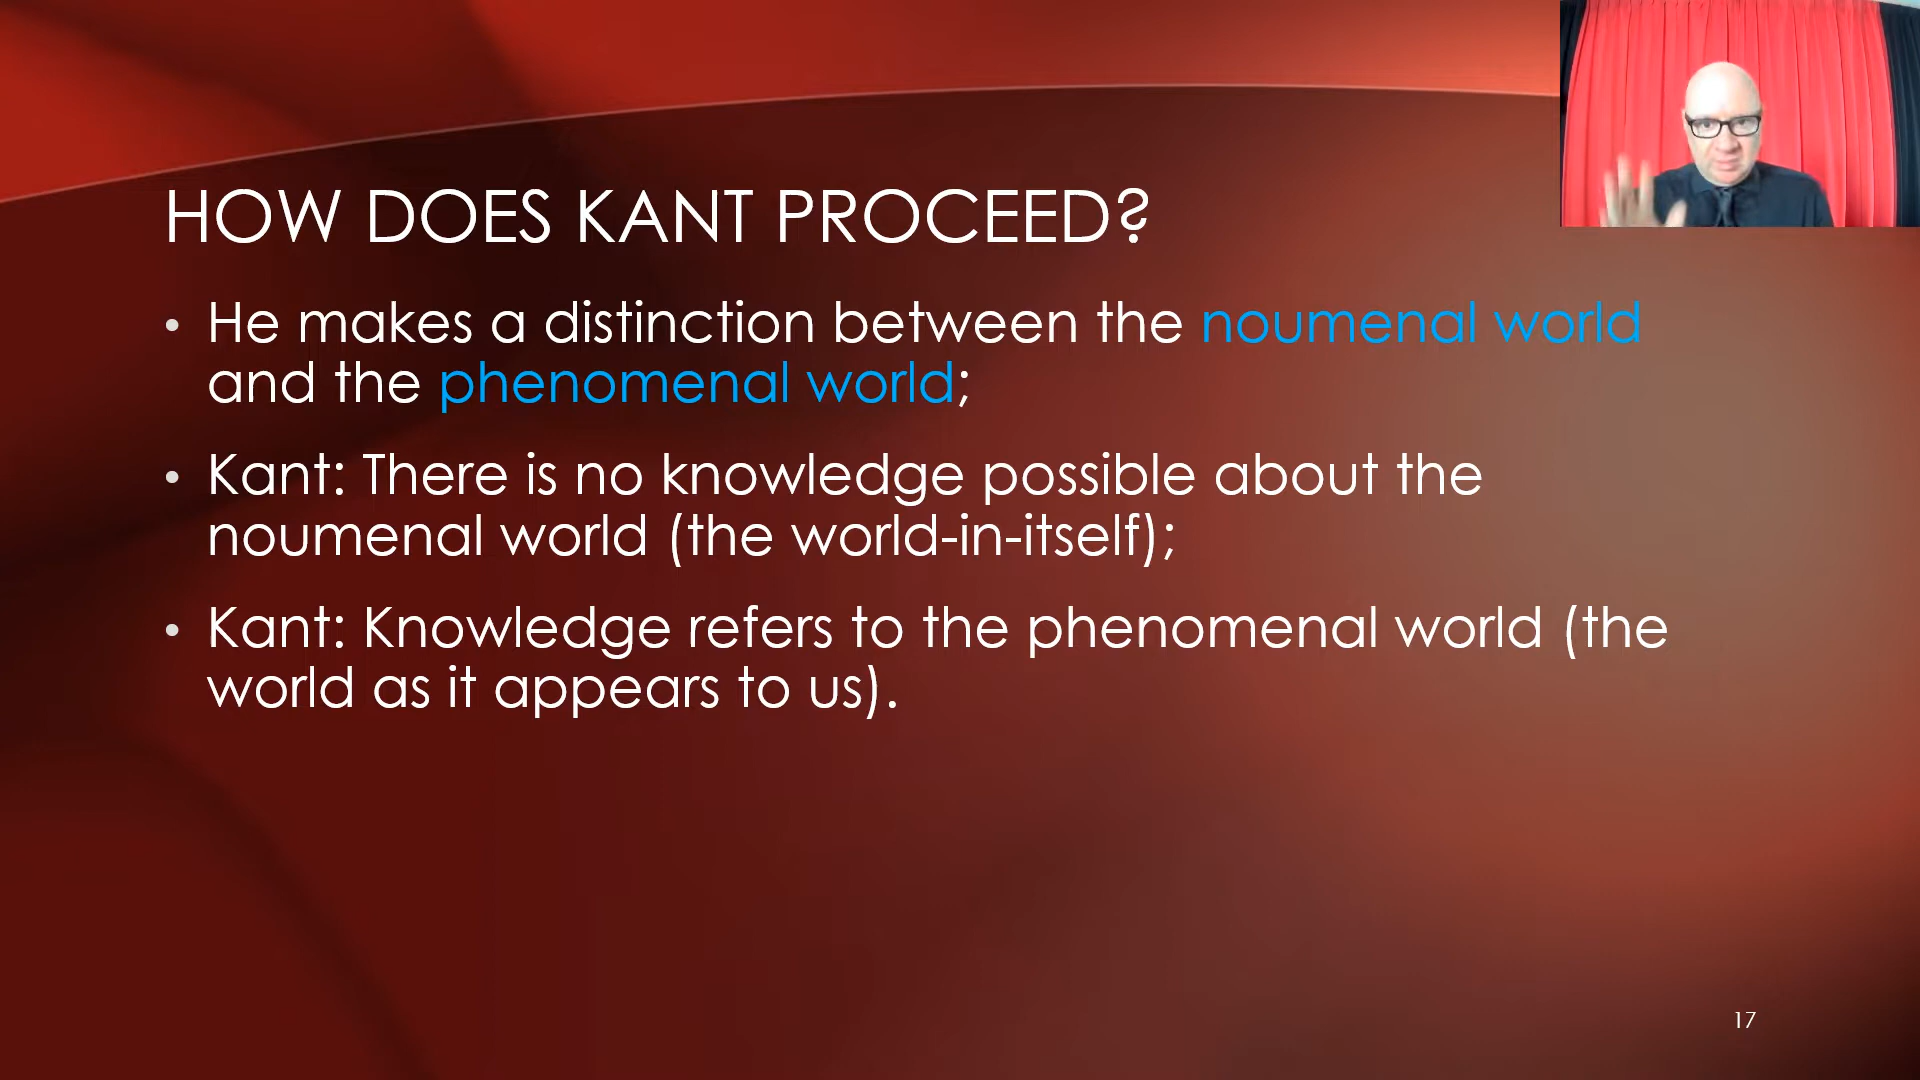 HOW DOES KANT PROCEED?
• He makes a distinction between the noumenal world
and the phenomenal world;
• Kant: There is no knowledge possible about the
noumenal world (the world-in-itself);
• Kant: Knowledge refers to the phenomenal world (the
world as it appears to us).
17